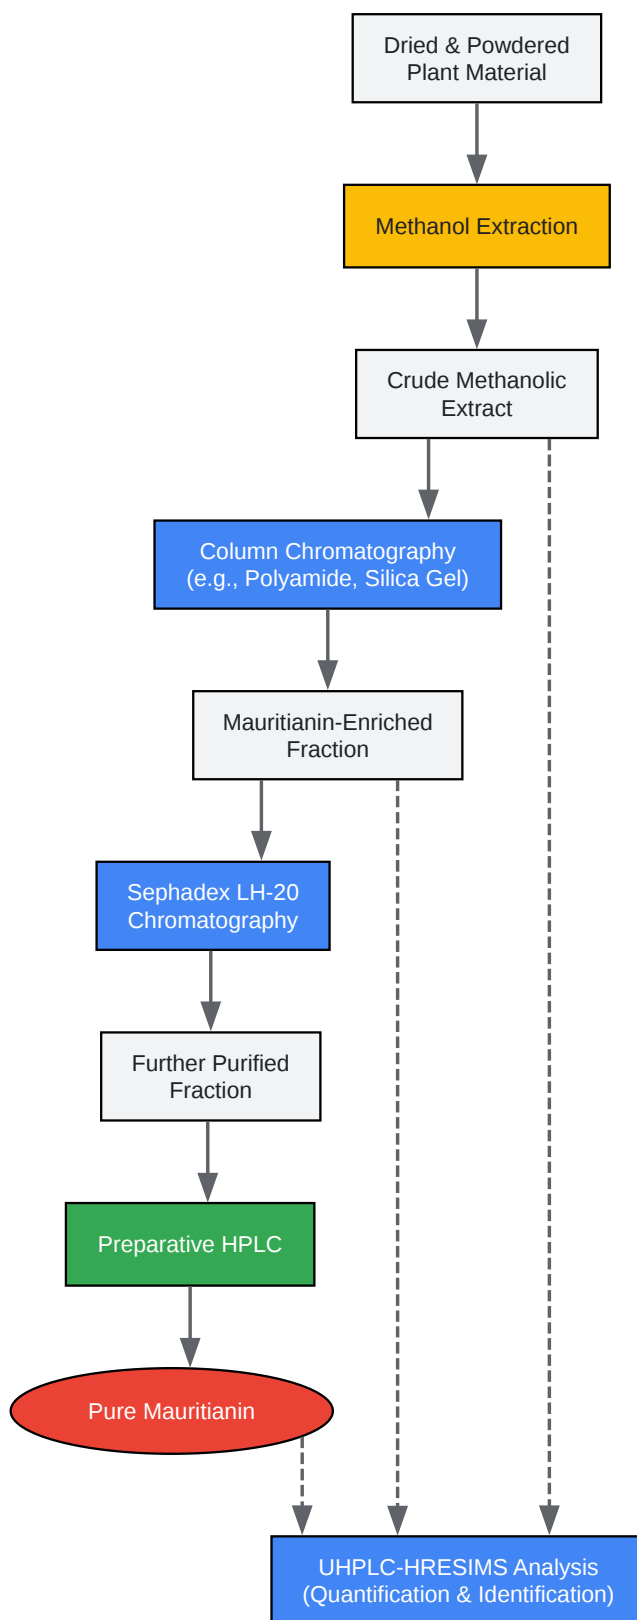 Dried & Powdered
Plant Material
Methanol Extraction
Crude Methanolic
Extract
Column Chromatography
(e.g., Polyamide, Silica Gel)
Mauritianin-Enriched
Fraction
Sephadex LH-20
Chromatography
Further Purified
Fraction
Preparative HPLC
Pure Mauritianin
UHPLC-HRESIMS Analysis
(Quantification & Identification)